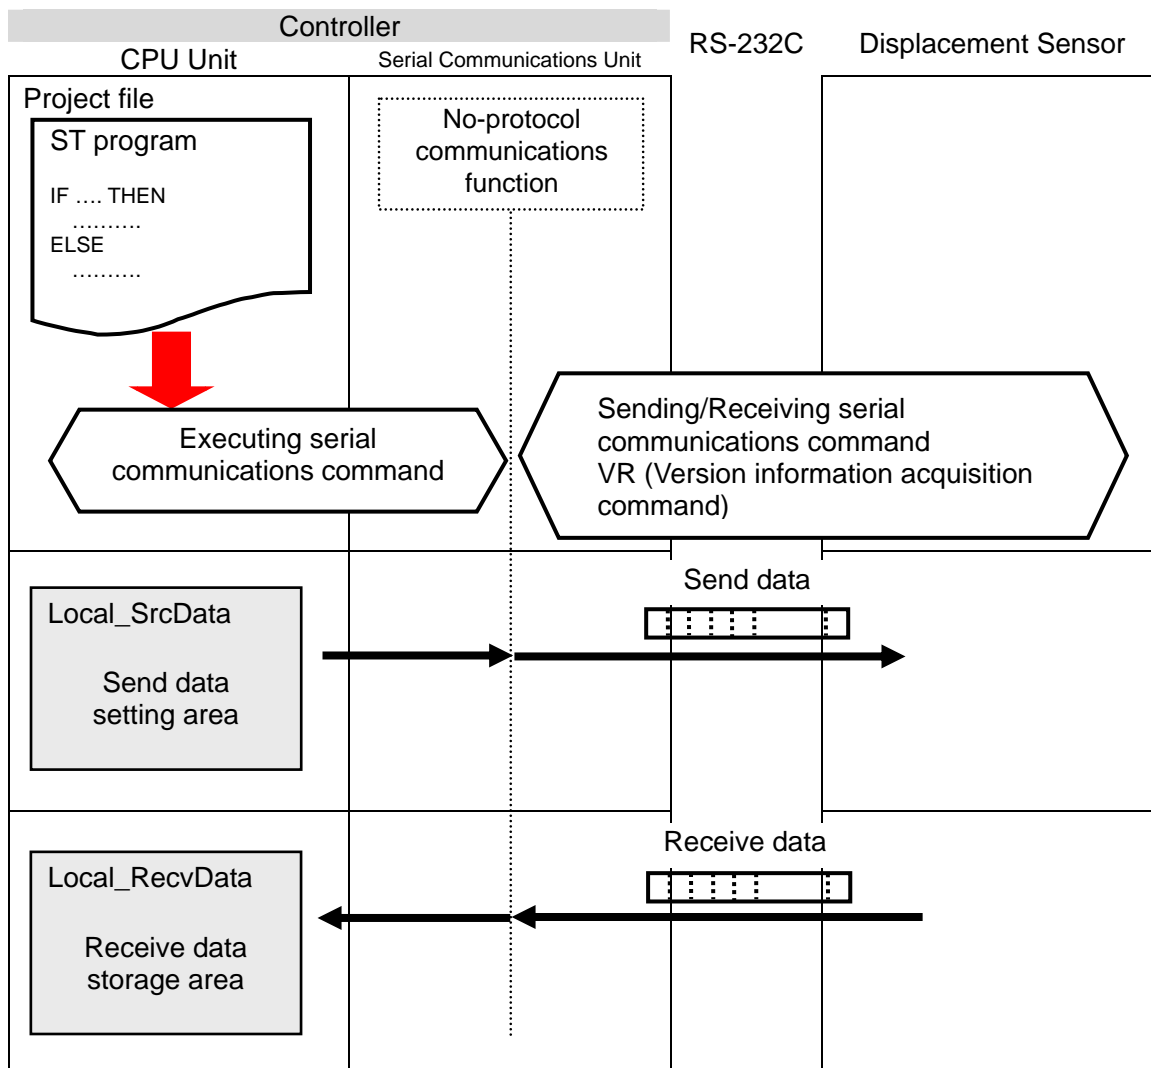 Controller
CPU Unit
Serial Communications Unit
RS-232C
Displacement Sensor
Project file
ST program
IF …. THEN
……….
ELSE
……….
No-protocol
communications
function
Executing serial
communications command
Sending/Receiving serial
communications command
VR (Version information acquisition
command)
Local_SrcData
Send data
setting area
Send data
Local_RecvData
Receive data
storage area
Receive data